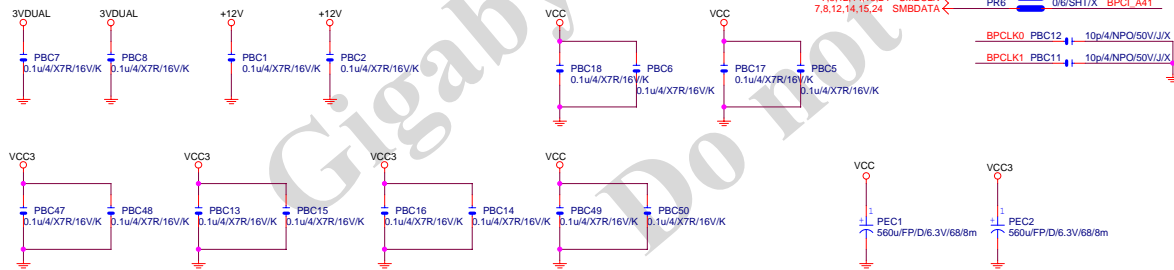 SMBDATA
7,8,12,14,15,24
PR6
0/6/SHT/X
BPCI_A41
3VDUAL
3VDUAL
+12V
+12V
VCC
VCC
BPCLK0
PBC12
10p/4/NPO/50V/J/X
BPCLK1
PBC11
10p/4/NPO/50V/J/X
PBC7
0.1u/4/X7R/16V/K
PBC8
0.1u/4/X7R/16V/K
PBC1
0.1u/4/X7R/16V/K
PBC2
0.1u/4/X7R/16V/K
PBC18
0.1u/4/X7R/16V/K
PBC6
0.1u/4/X7R/16V/K
PBC17
0.1u/4/X7R/16V/K
PBC5
0.1u/4/X7R/16V/K
VCC3
VCC3
VCC3
VCC
VCC
VCC3
PBC47
0.1u/4/X7R/16V/K
PBC48
0.1u/4/X7R/16V/K
PBC13
0.1u/4/X7R/16V/K
PBC15
0.1u/4/X7R/16V/K
PBC16
0.1u/4/X7R/16V/K
PBC14
0.1u/4/X7R/16V/K
PBC49
0.1u/4/X7R/16V/K
PBC50
0.1u/4/X7R/16V/K
1
PEC1
560u/FP/D/6.3V/68/8m
1
PEC2
560u/FP/D/6.3V/68/8m
Gigaby
Do not